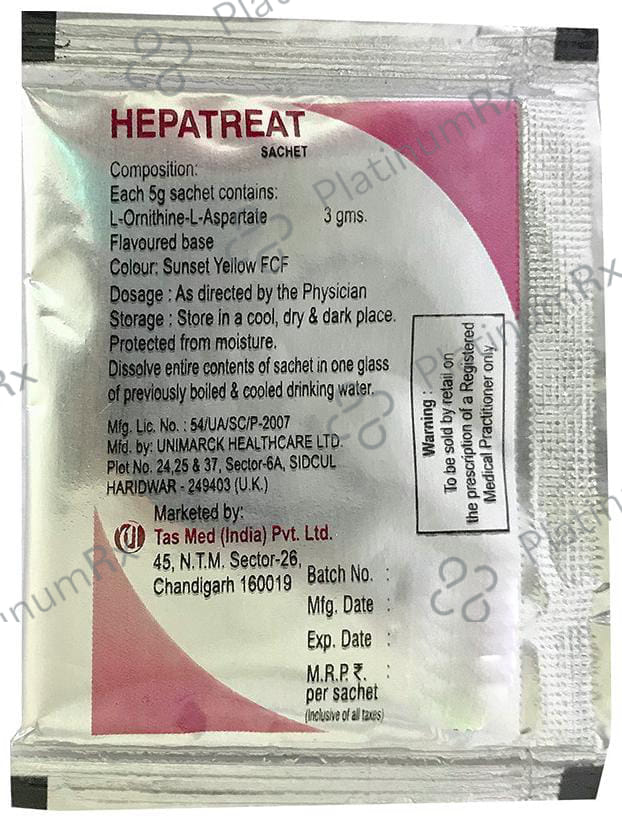 HEPATREAT
SACHET
Composition:
Each 5g sachet contains:
L-Ornithine-L-Aspartate 3 gms.
Flavoured base
Colour: Sunset Yellow FCF
Dosage : As directed by the Physician
Storage : Store in a cool, dry & dark place.
Protected from moisture.
Dissolve entire contents of sachet in one glass
of previously boiled & cooled drinking water.
Mfg. Lic. No. : 54/UA/SC/P-2007
Mfd. by: UNIMARCK HEALTHCARE LTD.
Plot No. 24,25 & 37, Sector-6A, SIDCUL
HARIDWAR - 249403 (U.K.)
Marketed by:
Tas Med (India) Pvt. Ltd.
45, N.T.M. Sector-26,
Chandigarh 160019
Batch No. :
Mfg. Date :
Exp. Date :
M.R.P. ₹. :
per sachet
(Inclusive of all taxes)
Warning :
To be sold by retail on
the prescription of a Registered
Medical Practitioner only.
PlatinumRx
PlatinumRx
PlatinumRx
PlatinumRx
Rx
Platinum